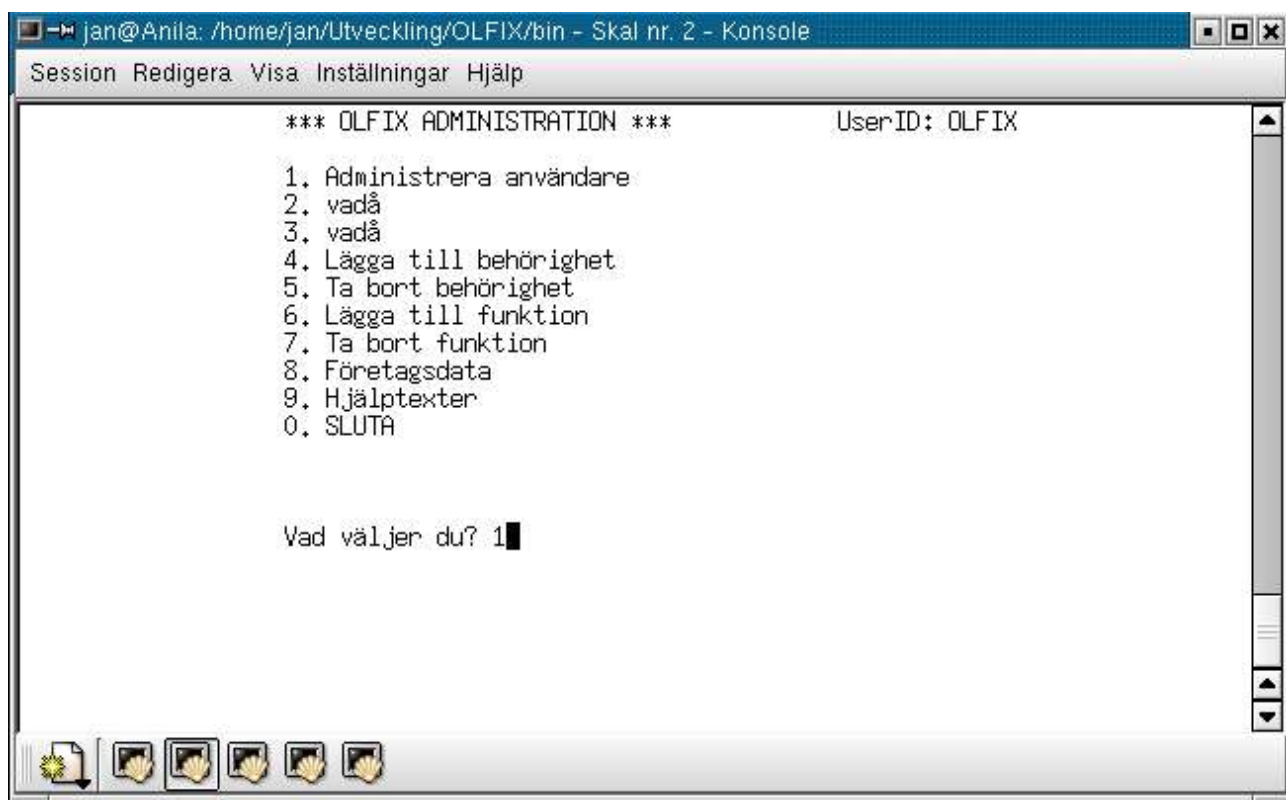 jan@Anila: /home/jan/Utveckling/OLFIX/bin - Skal nr. 2 - Konsole
Session Redigera Visa Inställningar Hjälp
*** OLFIX ADMINISTRATION *** UserID: OLFIX
1. Administrera användare
2. vadå
3. vadå
4. Lägga till behörighet
5. Ta bort behörighet
6. Lägga till funktion
7. Ta bort funktion
8. Företagsdata
9. Hjälptexter
0. SLUTA
Vad väljer du? 1